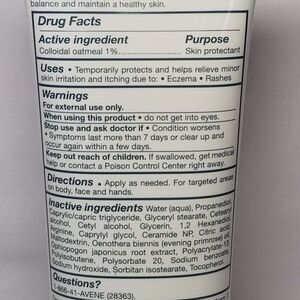 balance and maintain a healthy skin.
Drug Facts
Active ingredient Purpose
Colloidal oatmeal 1% Skin protectant
Uses • Temporarily protects and helps relieve minor
skin irritation and itching due to: • Eczema • Rashes
Warnings
For external use only.
When using this product • do not get into eyes.
Stop use and ask doctor if • Condition worsens
• Symptoms last more than 7 days or clear up and
occur again within a few days.
Keep out reach of children. If swallowed, get medical
help or contact a Poison Control Center right away.
Directions • Apply as needed. For targeted areas
on body, face and hands.
Inactive ingredients Water (aqua), Propanediol,
Caprylic/capric triglyceride, Glyceryl stearate, Cetearyl
alcohol, Cetyl alcohol, Glycerin, 1,2 Hexanediol,
Arginine, Caprylyl glycol, Ceramide NP, Citric acid,
Maltodextrin, Oenothera biennis (evening primrose) oil,
Ophiopogon japonicus root extract, Polyacrylate-13,
Polyisobutene, Polysorbate 20, Sodium benzoate,
Sodium hydroxide, Sorbitan isostearate, Tocopherol.
Questions?
1-866-41-AVENE (28363).